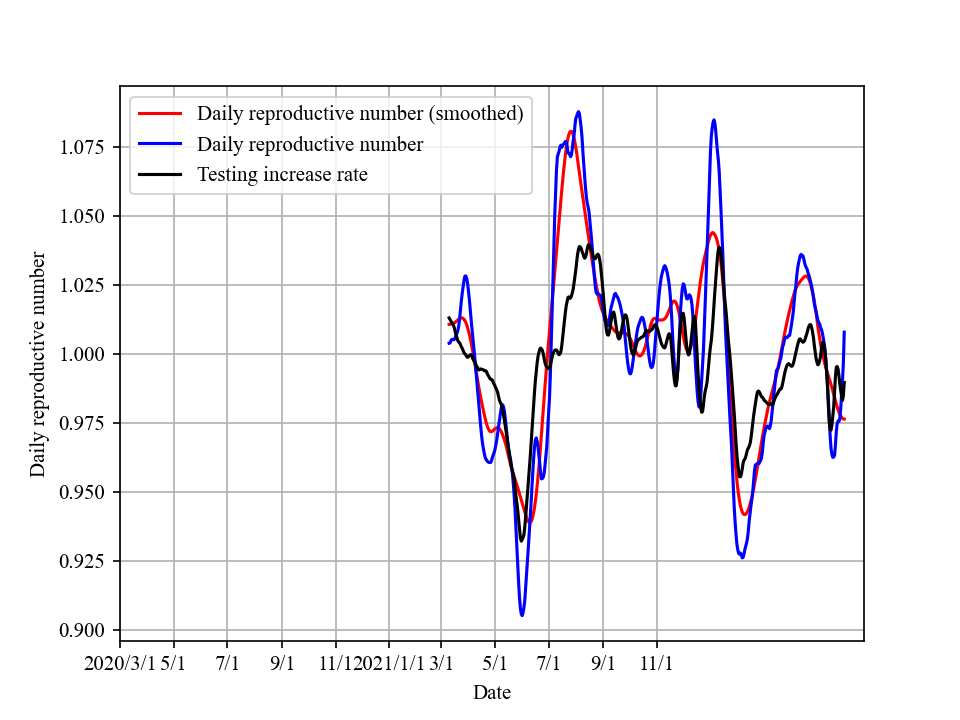 Daily reproductive number (smoothed)
Daily reproductive number
Testing increase rate
Daily reproductive number
1.075
1.050
1.025
1.000
0.975
0.950
0.925
0.900
2020/3/1 5/1 7/1 9/1 11/1 2021/1/1 3/1 5/1 7/1 9/1 11/1
Date